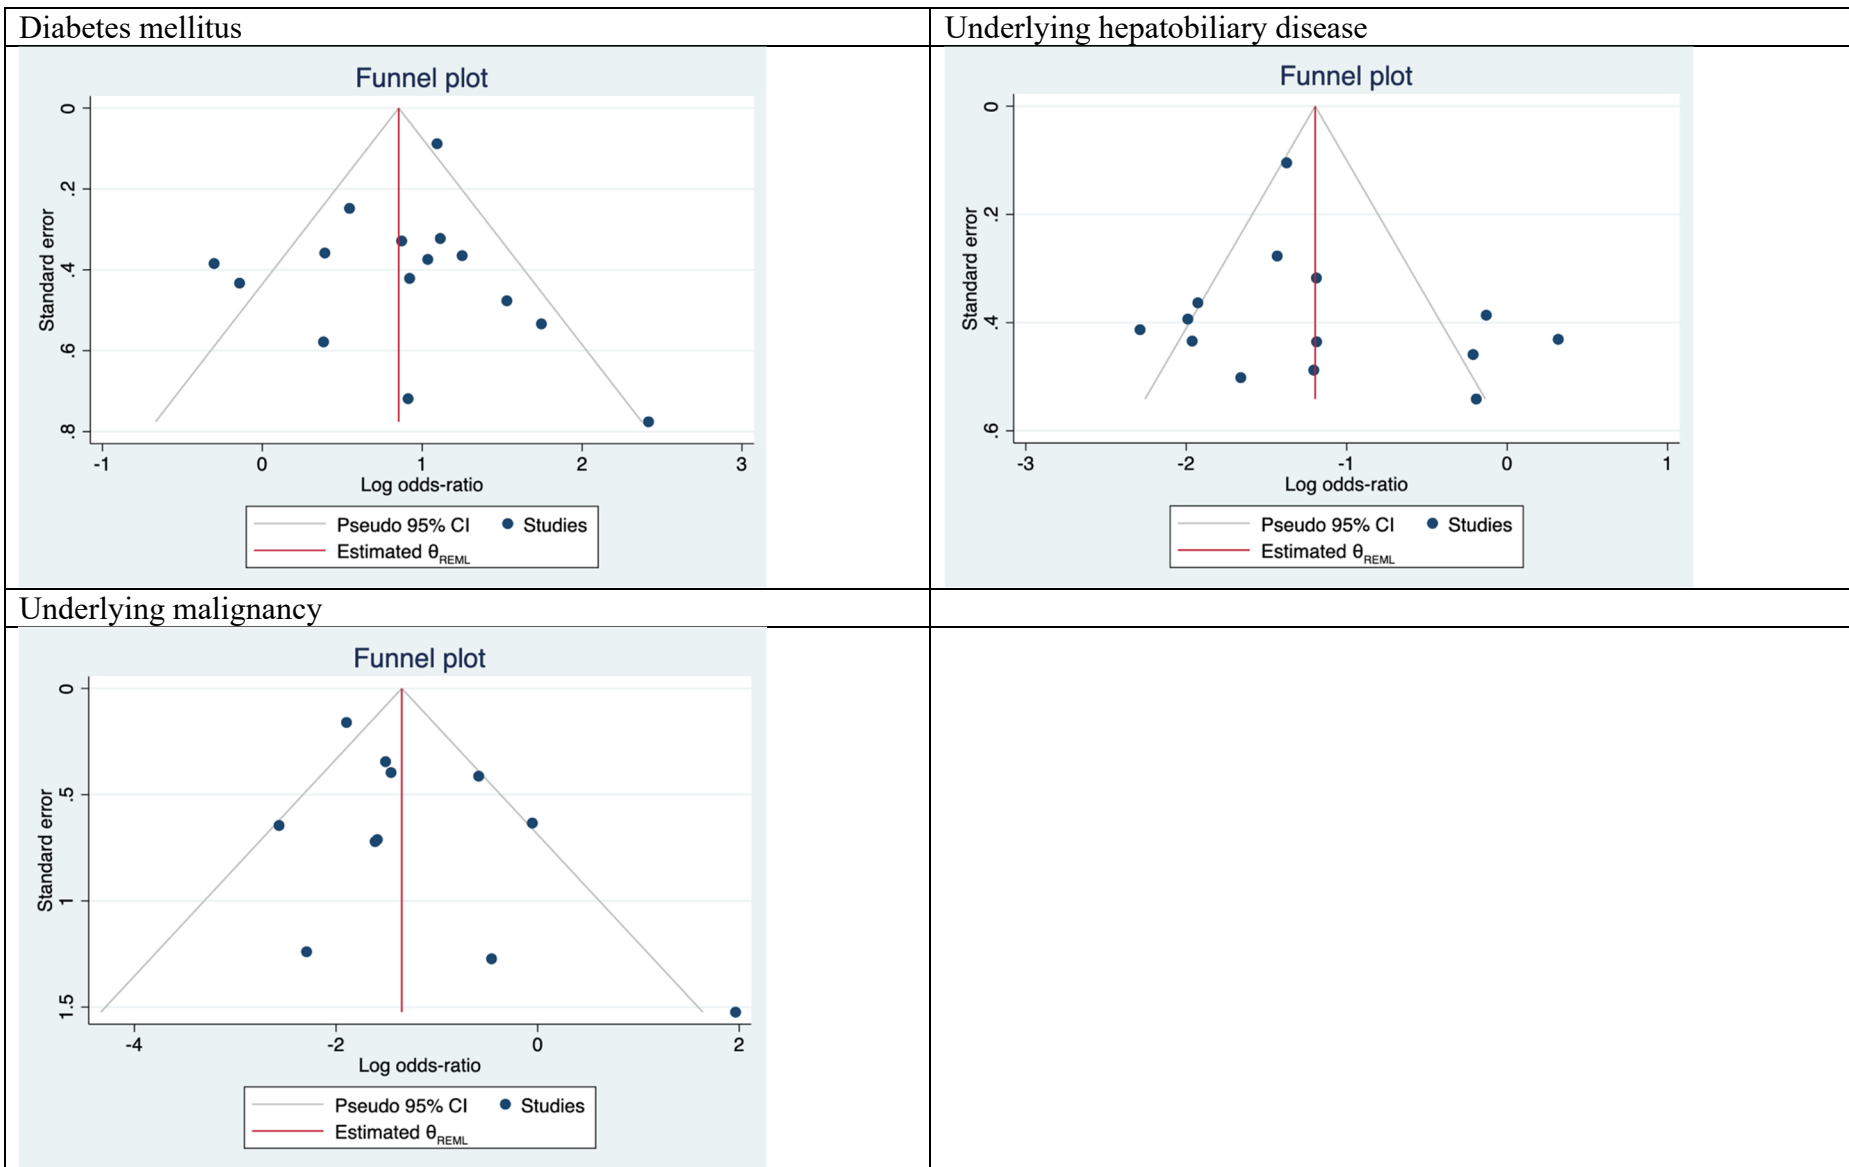 Diabetes mellitus
Funnel plot
Standard error
0
.2
.4
.6
.8
-1 0 1 2 3
Log odds-ratio
Pseudo 95% CI Studies
Estimated θREML
Underlying hepatobiliary disease
Funnel plot
Standard error
0
.2
.4
.6
-3 -2 -1 0 1
Log odds-ratio
Pseudo 95% CI Studies
Estimated θREML
Underlying malignancy
Funnel plot
Standard error
0
.5
1
1.5
-4 -2 0 2
Log odds-ratio
Pseudo 95% CI Studies
Estimated θREML